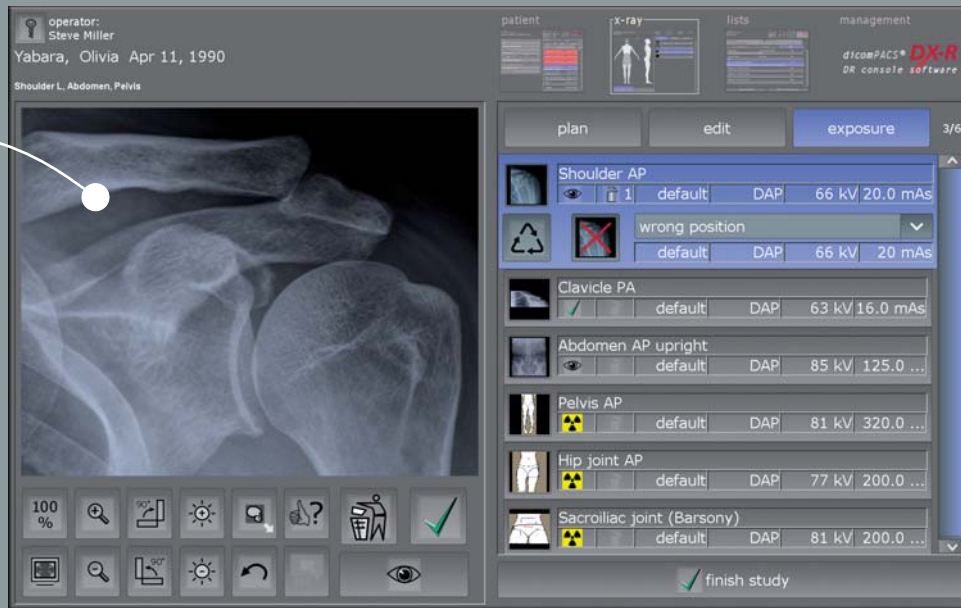 operator:
Steve Miller
Yabara, Olivia Apr 11, 1990
Shoulder L, Abdomen, Pelvis
patient
x-ray
lists
management
dicomPACS® DX-R
DR console software
plan
edit
exposure
3/6
Shoulder AP
1 default DAP 66 kV 20.0 mAs
wrong position
default DAP 66 kV 20 mAs
Clavicle PA
default DAP 63 kV 16.0 mAs
Abdomen AP upright
default DAP 85 kV 125.0 ...
Pelvis AP
default DAP 81 kV 320.0 ...
Hip joint AP
default DAP 77 kV 200.0 ...
Sacroiliac joint (Barsony)
default DAP 81 kV 200.0 ...
100
%
90°
?
90°
finish study